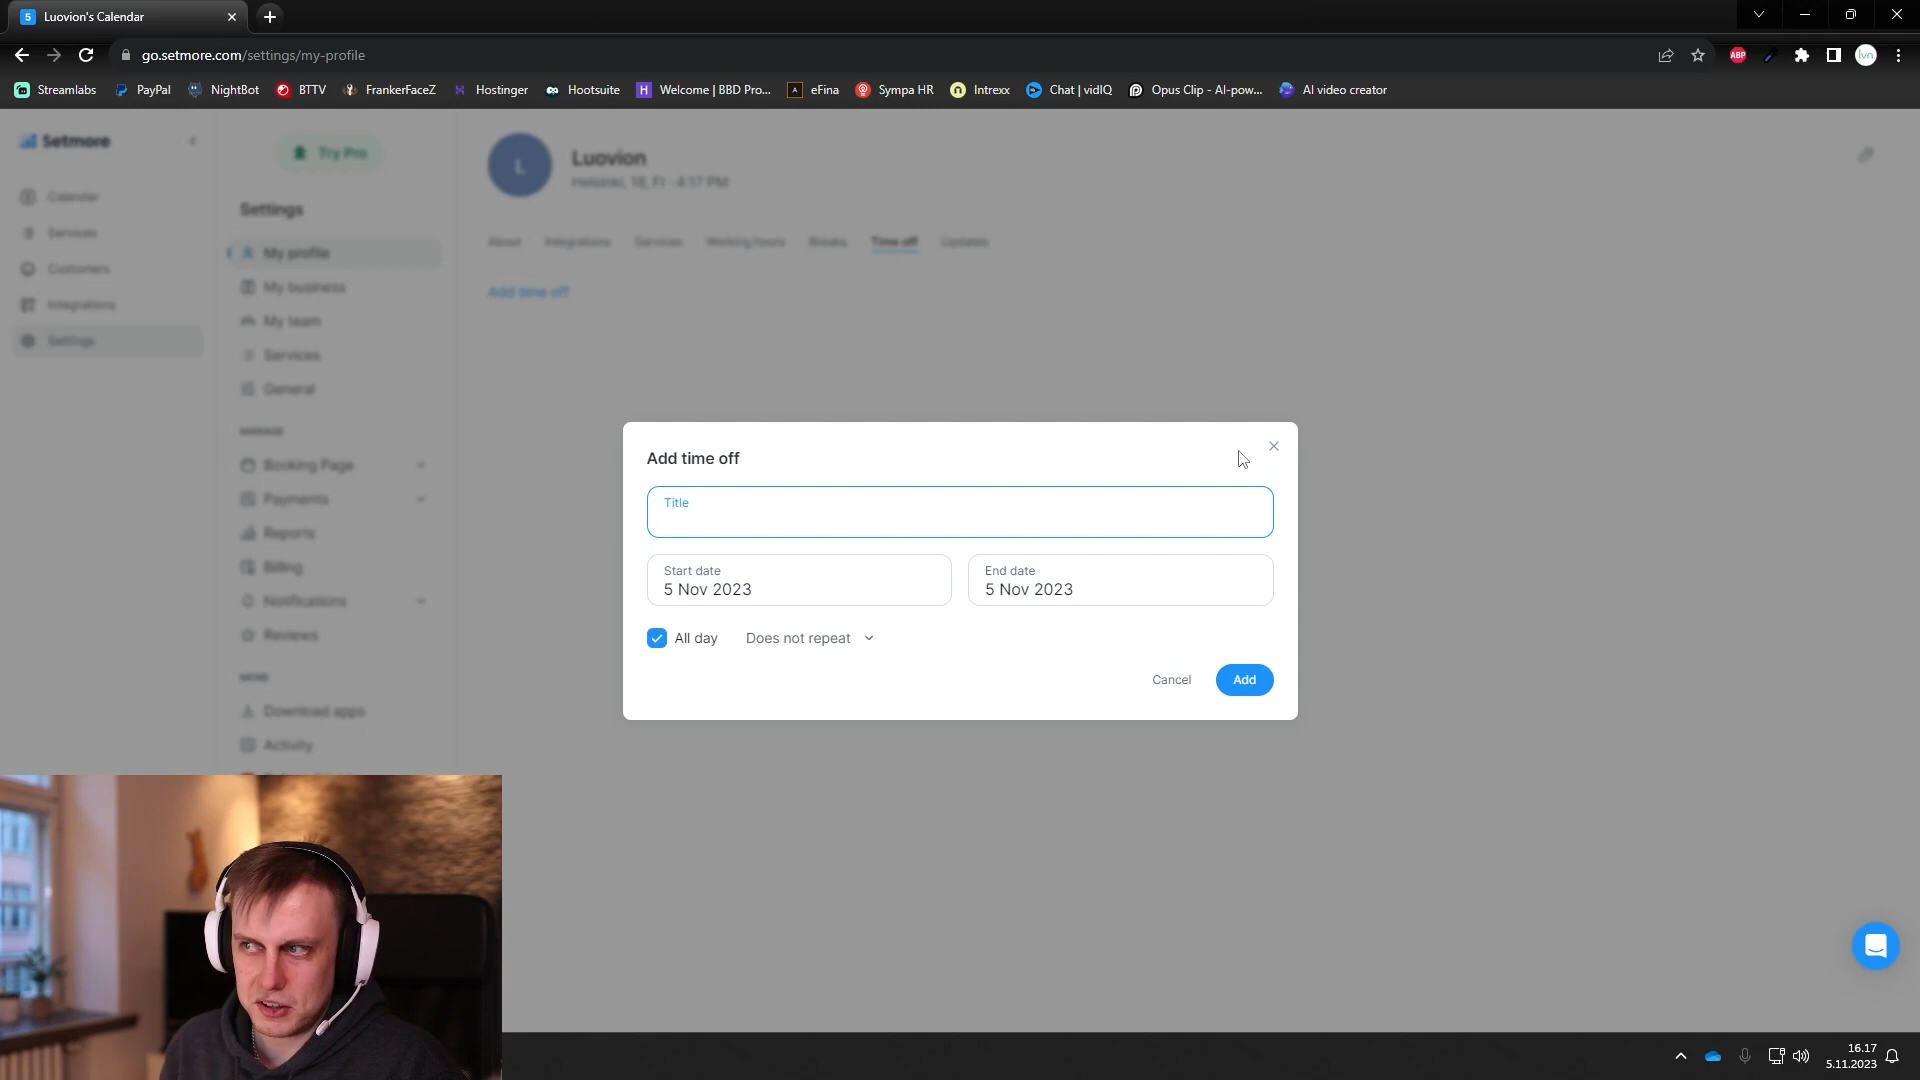 Luovion's Calendar
go.setmore.com/settings/my-profile
ABP
lvn
Streamlabs
PayPal
NightBot
BTTV
FrankerFaceZ
Hostinger
Hootsuite
Welcome | BBD Pro...
eFina
Sympa HR
Intrexx
Chat | vidIQ
Opus Clip - AI-pow...
AI video creator
Setmore
Calendar
Services
Customers
Integrations
Settings
Try Pro
Settings
My profile
My business
My team
Services
General
MANAGE
Booking Page
Payments
Reports
Billing
Notifications
Reviews
MORE
Download apps
Activity
L
Luovion
Helsinki, 18, FI - 4:17 PM
About
Integrations
Services
Working hours
Breaks
Time off
Updates
Add time off
Add time off
Title
Start date
5 Nov 2023
End date
5 Nov 2023
All day
Does not repeat
Cancel
Add
16.17
5.11.2023